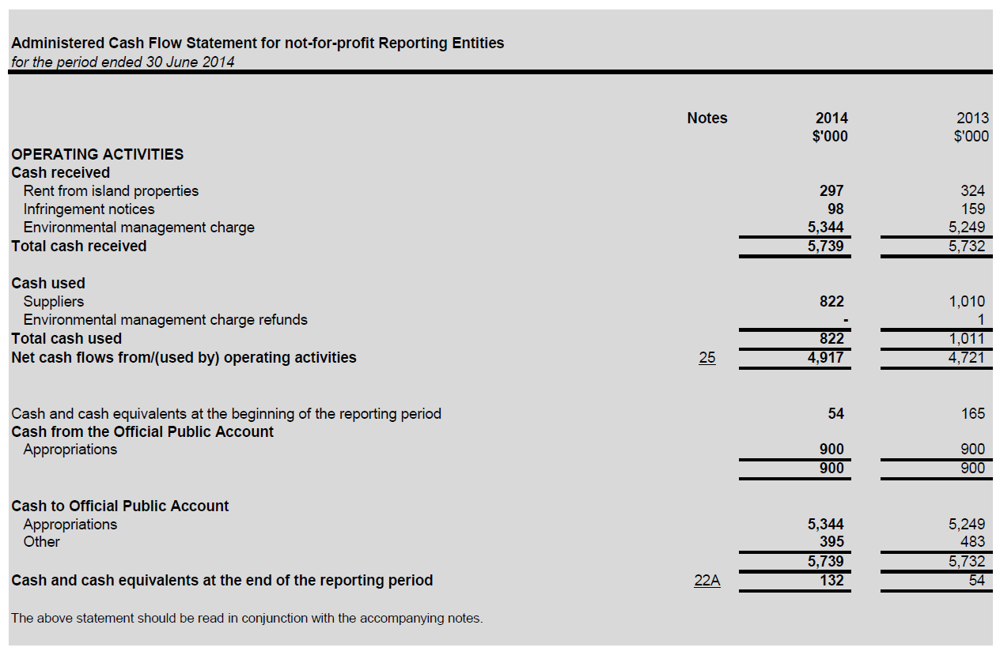 Administered Cash Flow Statement for not-for-profit Reporting Entities
for the period ended 30 June 2014
Notes 2014 2013
$'000 $'000
OPERATING ACTIVITIES
Cash received
Rent from island properties 297 324
Infringement notices 98 159
Environmental management charge 5,344 5,249
Total cash received 5,739 5,732
Cash used
Suppliers 822 1,010
Environmental management charge refunds - 1
Total cash used 822 1,011
Net cash flows from/(used by) operating activities 25 4,917 4,721
Cash and cash equivalents at the beginning of the reporting period 54 165
Cash from the Official Public Account
Appropriations 900 900
900 900
Cash to Official Public Account
Appropriations 5,344 5,249
Other 395 483
5,739 5,732
Cash and cash equivalents at the end of the reporting period 22A 132 54
The above statement should be read in conjunction with the accompanying notes.